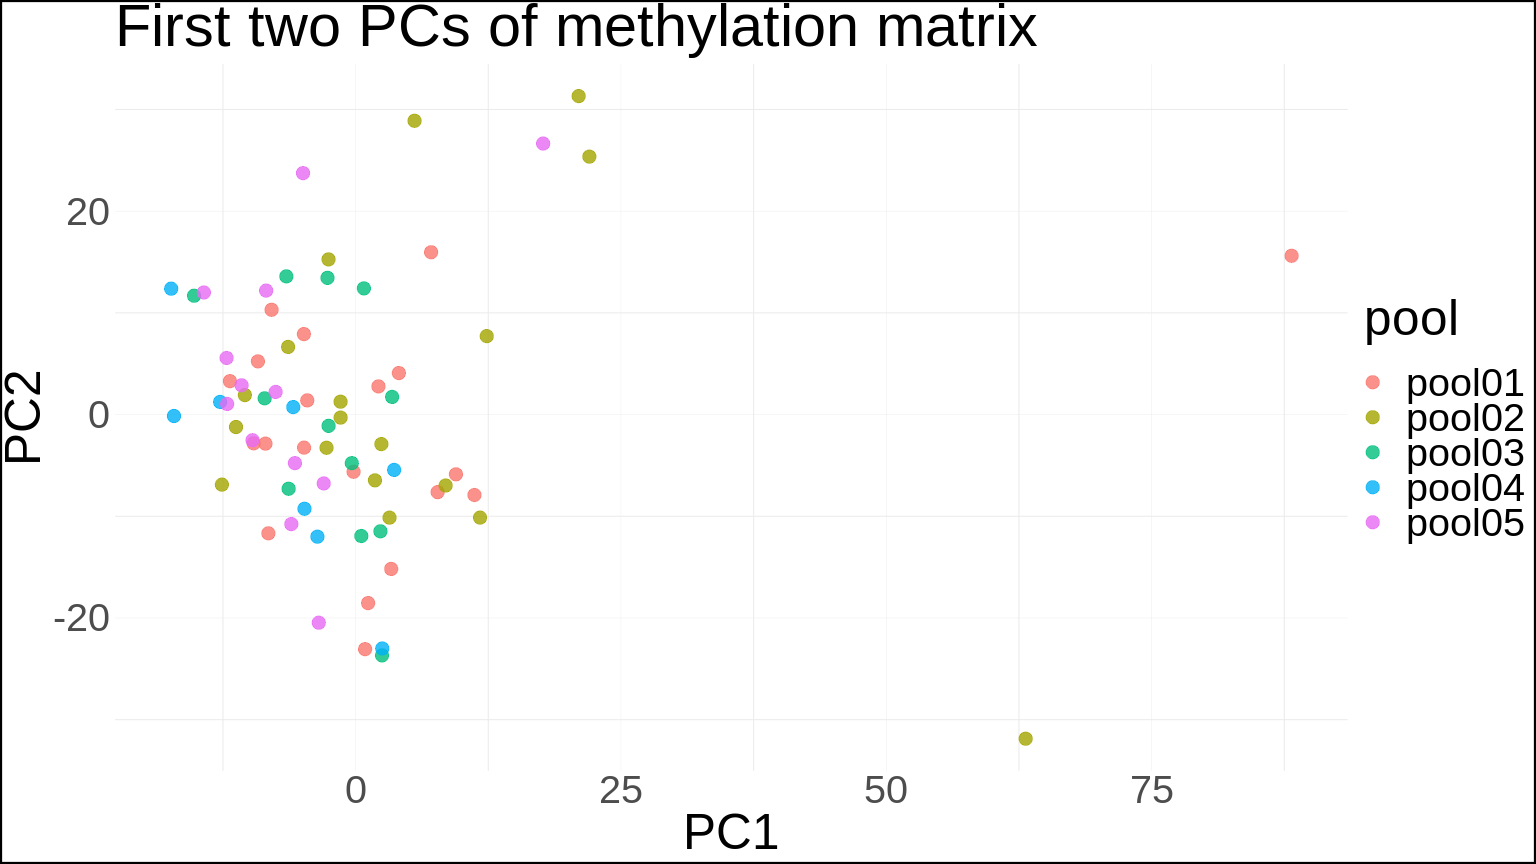 First two PCs of methylation matrix
20
0
-20
PC2
0
25
50
75
PC1
pool
pool01
pool02
pool03
pool04
pool05